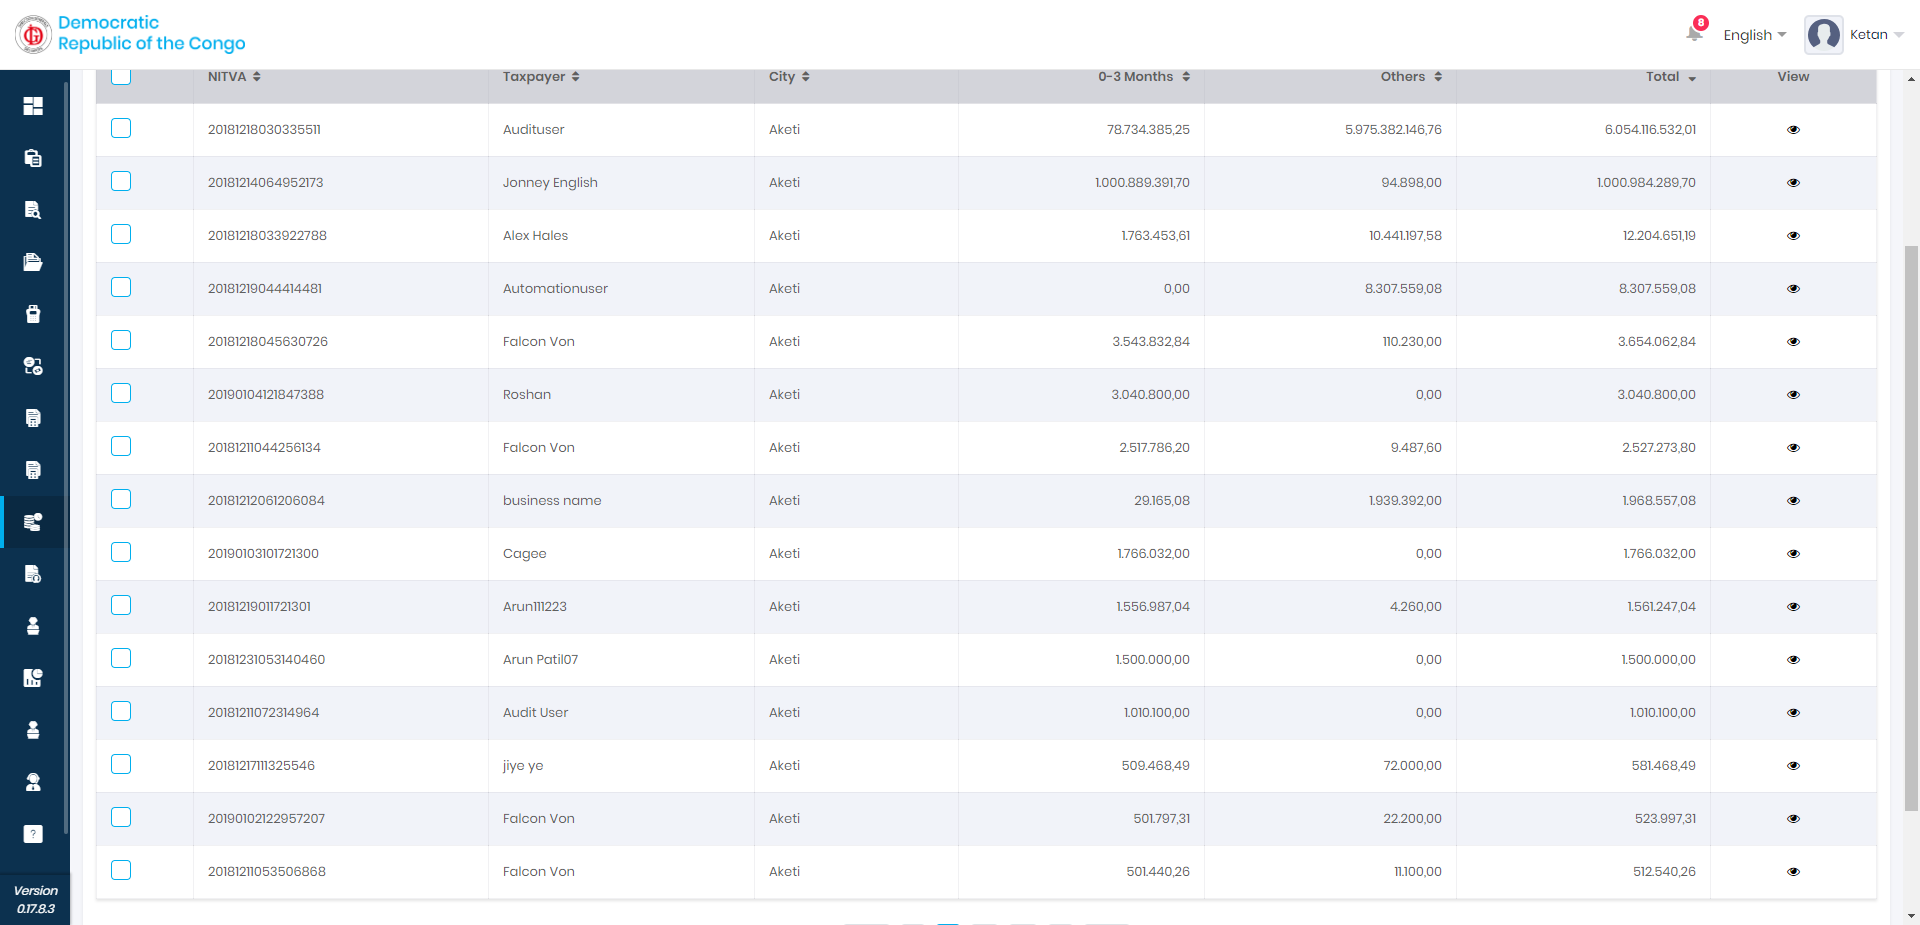 Democratic
Republic of the Congo
8
English
Ketan
NITVA Taxpayer City 0-3 Months Others Total View
20181218030335511 Audituser Aketi 78.734.385,25 5.975.382.146,76 6.054.116.532,01
20181214064952173 Jonney English Aketi 1.000.889.391,70 94.898,00 1.000.984.289,70
20181218033922788 Alex Hales Aketi 1.763.453,61 10.441.197,58 12.204.651,19
20181219044414481 Automationuser Aketi 0,00 8.307.559,08 8.307.559,08
20181218045630726 Falcon Von Aketi 3.543.832,84 110.230,00 3.654.062,84
20190104121847388 Roshan Aketi 3.040.800,00 0,00 3.040.800,00
20181211044256134 Falcon Von Aketi 2.517.786,20 9.487,60 2.527.273,80
20181212061206084 business name Aketi 29.165,08 1.939.392,00 1.968.557,08
20190103101721300 Cagee Aketi 1.766.032,00 0,00 1.766.032,00
20181219011721301 Arun111223 Aketi 1.556.987,04 4.260,00 1.561.247,04
20181231053140460 Arun Patil07 Aketi 1.500.000,00 0,00 1.500.000,00
20181211072314964 Audit User Aketi 1.010.100,00 0,00 1.010.100,00
20181217111325546 jiye ye Aketi 509.468,49 72.000,00 581.468,49
20190102122957207 Falcon Von Aketi 501.797,31 22.200,00 523.997,31
20181211053506868 Falcon Von Aketi 501.440,26 11.100,00 512.540,26
?
Version
0.17.8.3